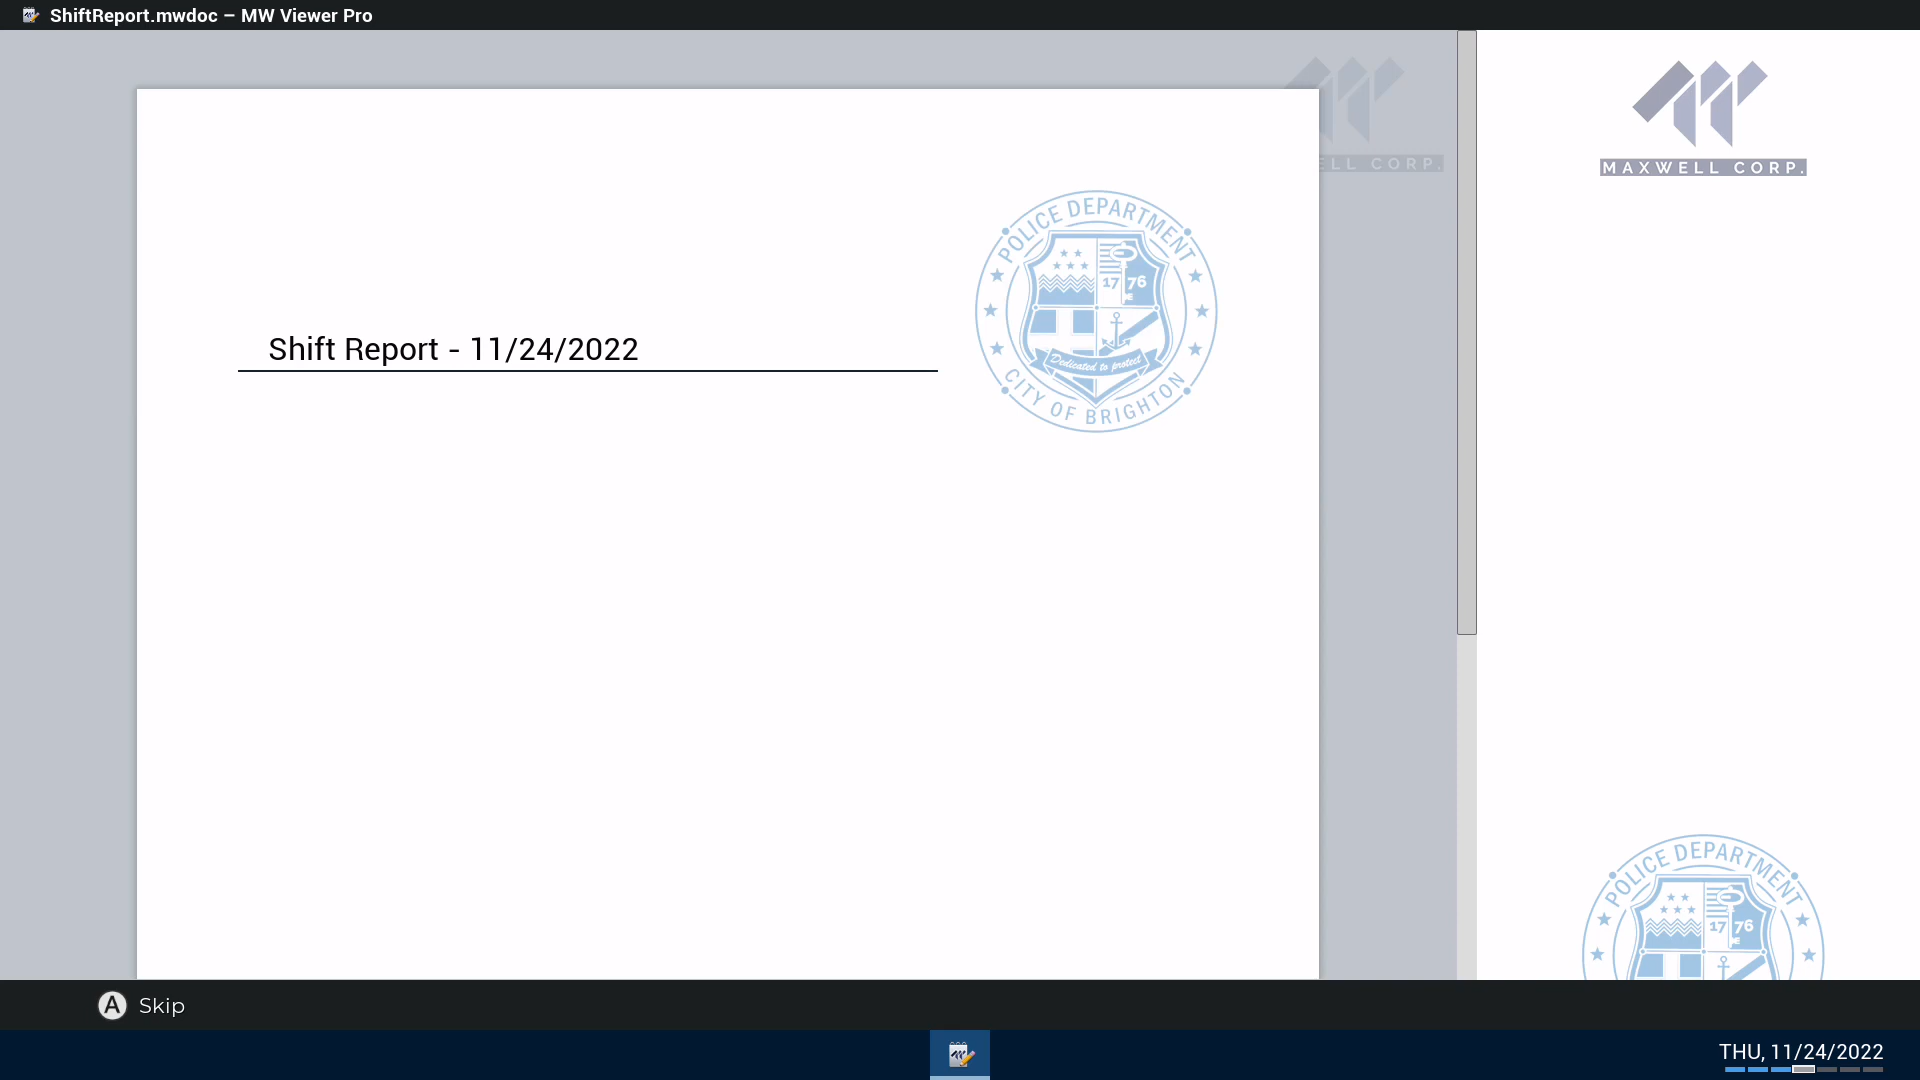 ShiftReport.mwdoc – MW Viewer Pro
ELL CORP.
MAXWELL CORP.
POLICE DEPARTMENT
17 76
Dedicated to protect
CITY OF BRIGHTON
Shift Report - 11/24/2022
POLICE DEPARTMENT
17 76
A Skip
THU, 11/24/2022